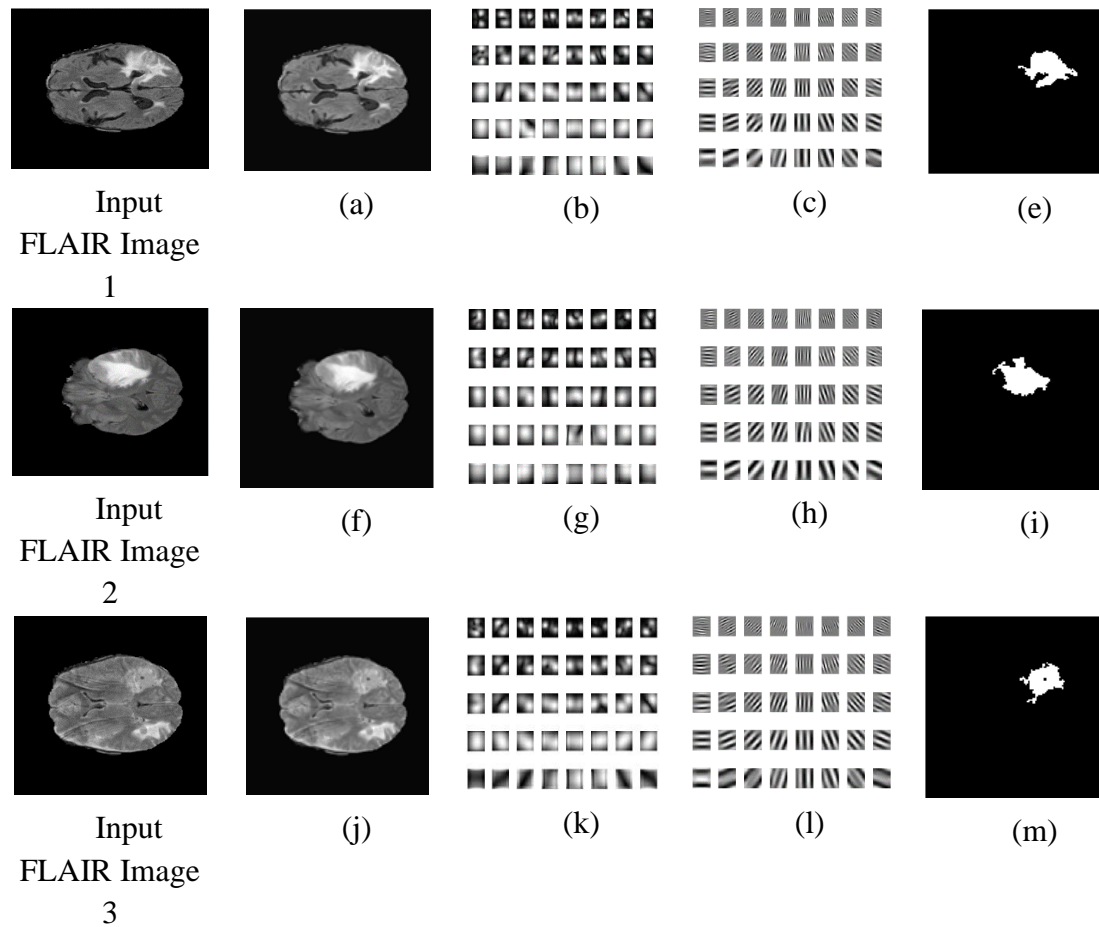 Input
FLAIR Image
1
(a)
(b)
(c)
(e)
Input
FLAIR Image
2
(f)
(g)
(h)
(i)
Input
FLAIR Image
3
(j)
(k)
(l)
(m)